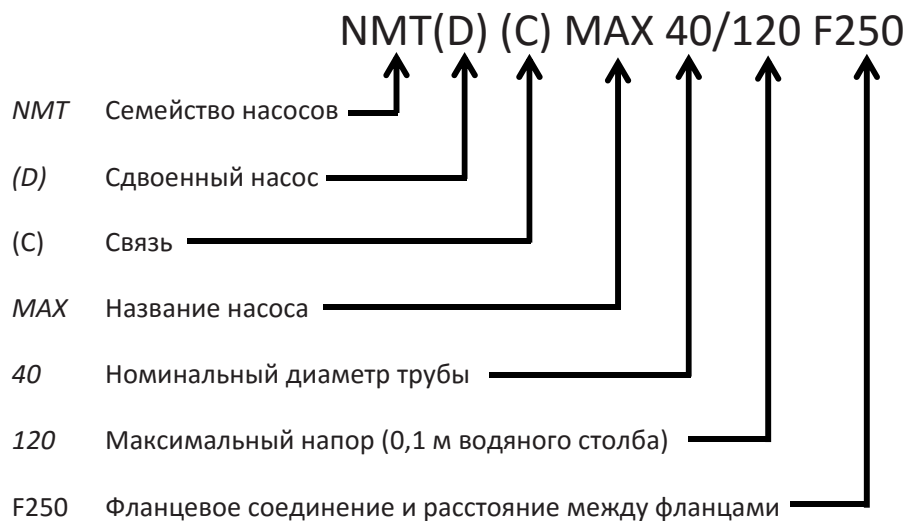 NMT(D) (C) MAX 40/120 F250
NMT Семейство насосов
(D) Сдвоенный насос
(C) Связь
MAX Название насоса
40 Номинальный диаметр трубы
120 Максимальный напор (0,1 м водяного столба)
F250 Фланцевое соединение и расстояние между фланцами